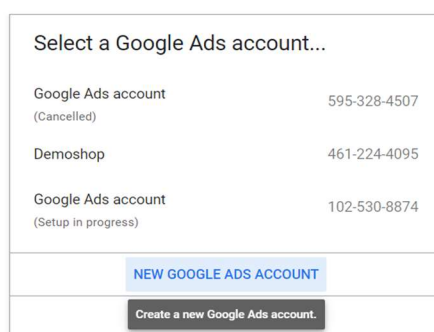 Select a Google Ads account...
Google Ads account 595-328-4507
(Cancelled)
Demoshop 461-224-4095
Google Ads account 102-530-8874
(Setup in progress)
NEW GOOGLE ADS ACCOUNT
Create a new Google Ads account.